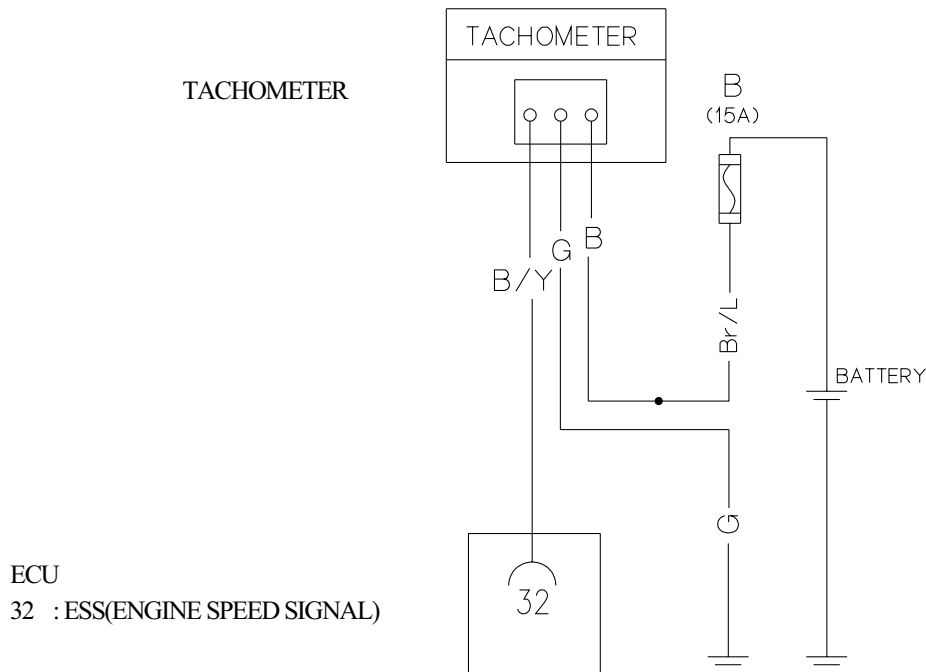 TACHOMETER
TACHOMETER
B
(15A)
B
G
B/Y
Br/L
BATTERY
G
ECU
32
32 : ESS(ENGINE SPEED SIGNAL)